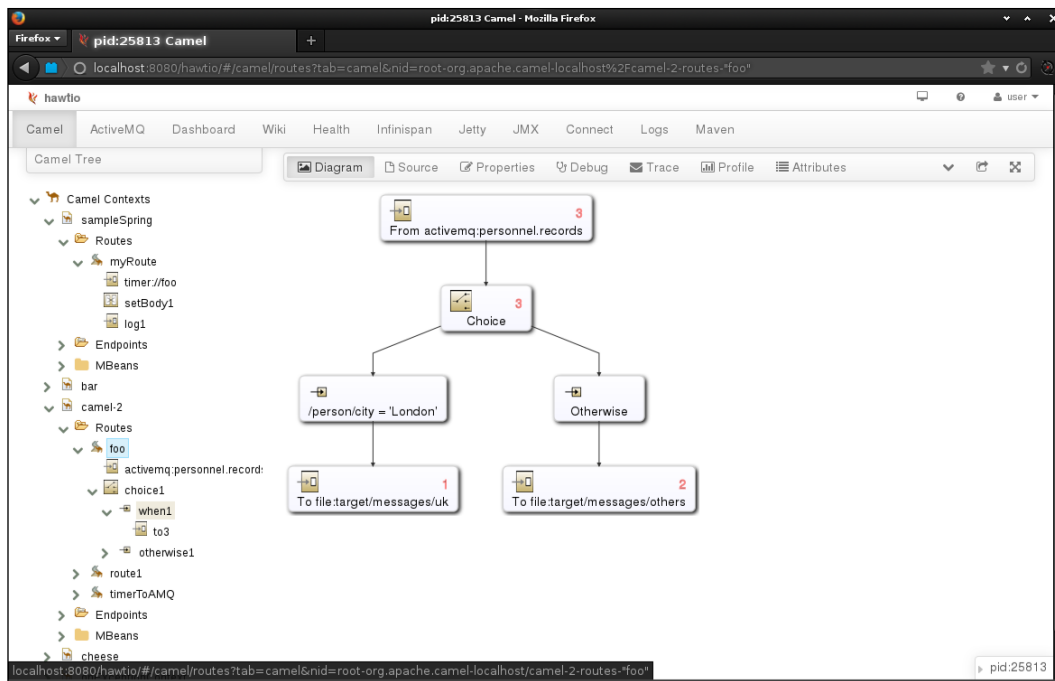 pid:25813 Camel - Mozilla Firefox
Firefox
pid:25813 Camel
+
localhost:8080/hawtio/#/camel/routes?tab=camel&nid=root-org.apache.camel-localhost%2Fcamel-2-routes-"foo"
hawtio
user
Camel ActiveMQ Dashboard Wiki Health Infinispan Jetty JMX Connect Logs Maven
Camel Tree
Diagram Source Properties Debug Trace Profile Attributes
Camel Contexts
sampleSpring
Routes
myRoute
timer://foo
setBody1
log1
Endpoints
MBeans
bar
camel-2
Routes
foo
activemq:personnel.record
choice1
when1
to3
otherwise1
route1
timerToAMQ
Endpoints
MBeans
cheese
3
From activemq:personnel.records
3
Choice
/person/city = 'London'
Otherwise
1
To file:target/messages/uk
2
To file:target/messages/others
localhost:8080/hawtio/#/camel/routes?tab=camel&nid=root-org.apache.camel-localhost/camel-2-routes-"foo"
pid:25813